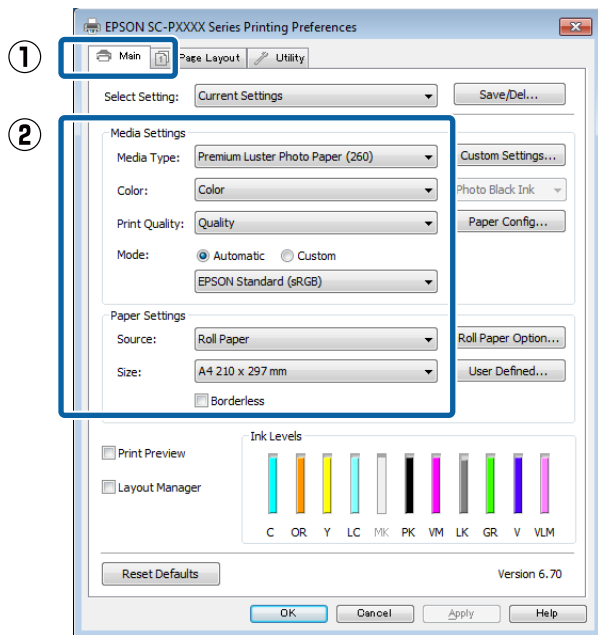 EPSON SC-PXXXX Series Printing Preferences
1
Main Page Layout Utility
Select Setting: Current Settings Save/Del...
2
Media Settings
Media Type: Premium Luster Photo Paper (260) Custom Settings...
Color: Color Photo Black Ink
Print Quality: Quality Paper Config...
Mode: Automatic Custom
EPSON Standard (sRGB)
Paper Settings
Source: Roll Paper Roll Paper Option...
Size: A4 210 x 297 mm User Defined...
Borderless
Ink Levels
Print Preview
Layout Manager
C OR Y LC MK PK VM LK GR V VLM
Reset Defaults Version 6.70
OK Cancel Apply Help